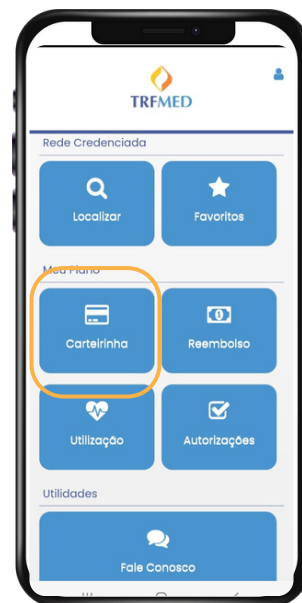 TRFMED
Rede Credenciada
Localizar
Favoritos
Meu Plano
Carteirinha
Reembolso
Utilização
Autorizações
Utilidades
Fale Conosco